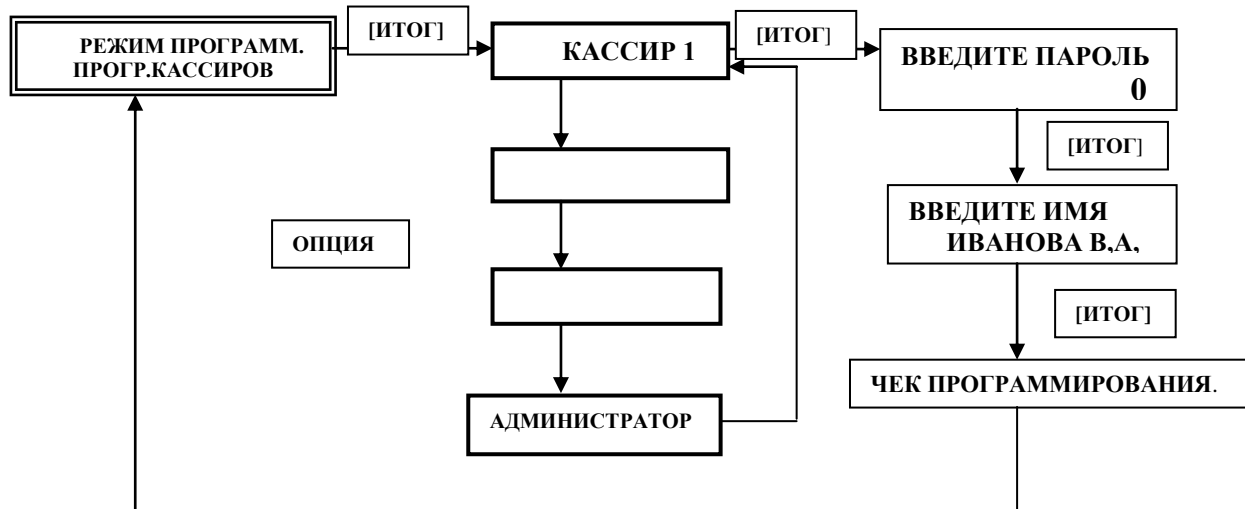 РЕЖИМ ПРОГРАММ.
ПРОГР.КАССИРОВ
[ИТОГ]
КАССИР 1
[ИТОГ]
ВВЕДИТЕ ПАРОЛЬ
0
[ИТОГ]
ВВЕДИТЕ ИМЯ
ИВАНОВА В,А,
ОПЦИЯ
[ИТОГ]
ЧЕК ПРОГРАММИРОВАНИЯ.
АДМИНИСТРАТОР